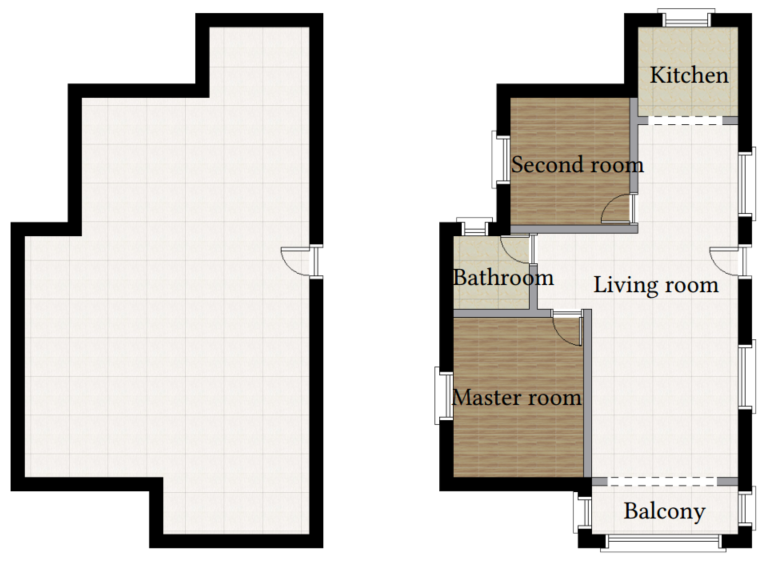 Kitchen
Second room
Bathroom
Living room
Master room
Balcony